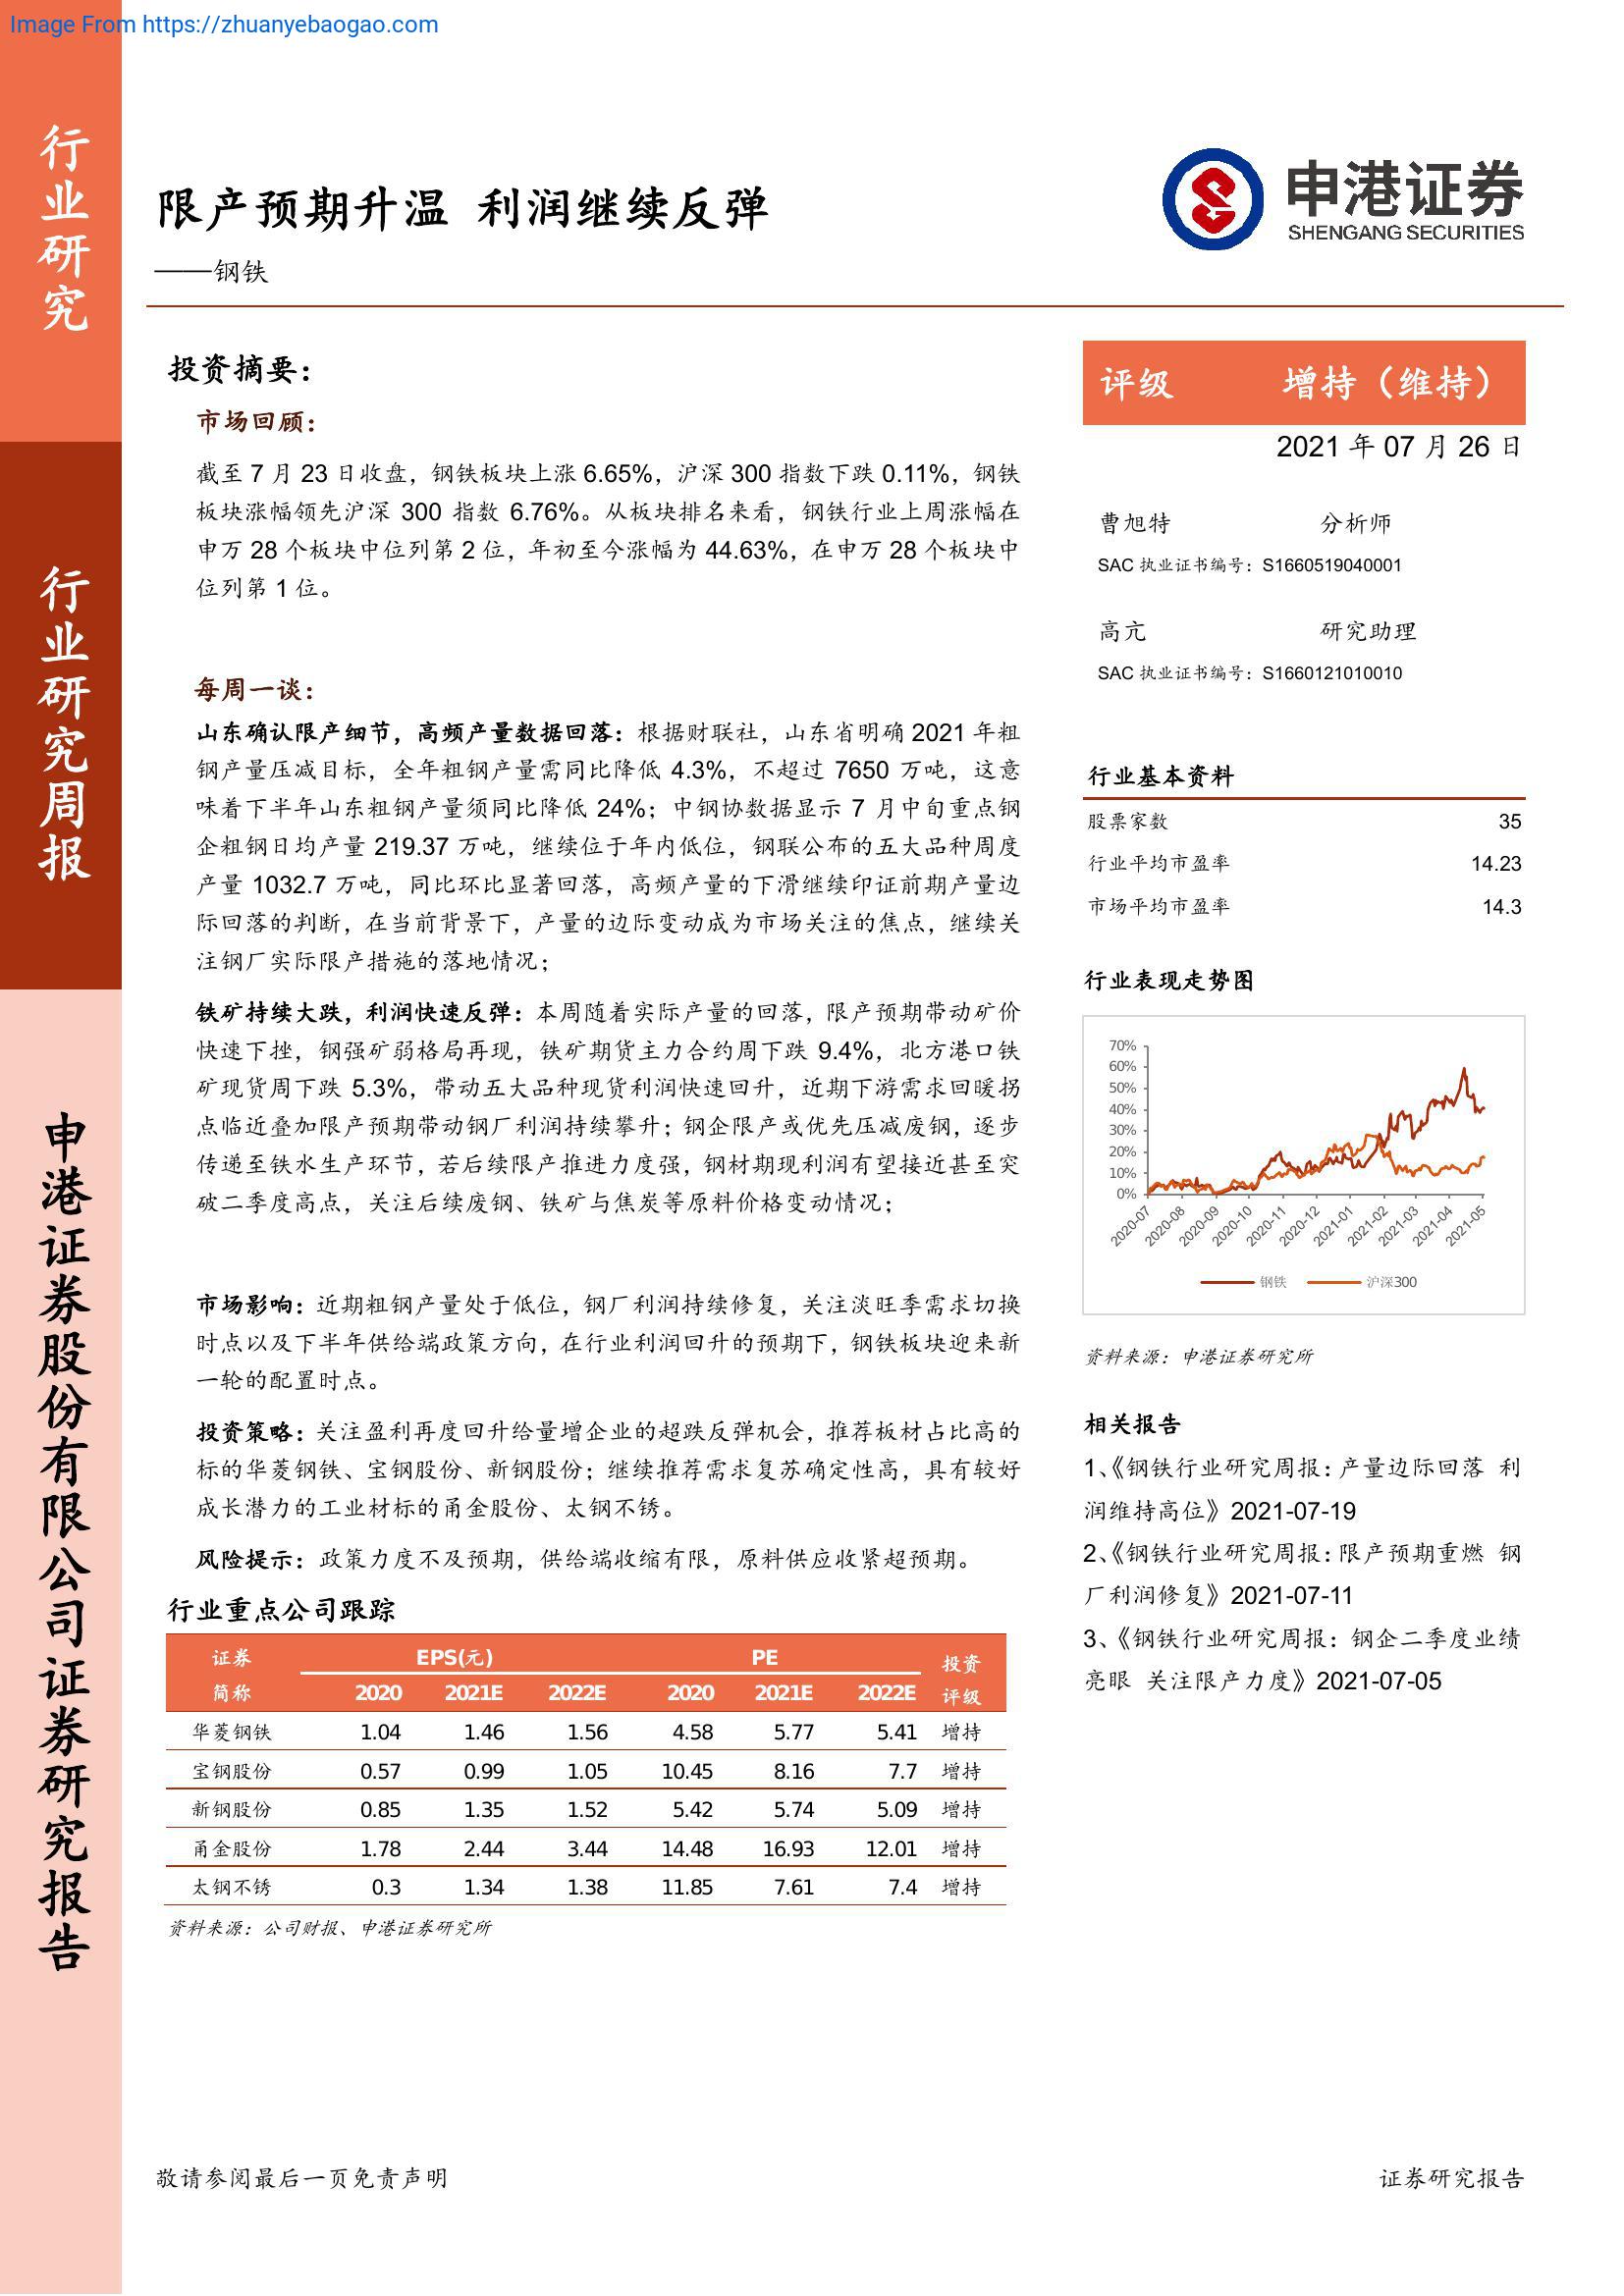 Image From https://zhuanyebaogao.com
行业研究
行业研究周报
申港证券股份有限公司证券研究报告
限产预期升温 利润继续反弹
——钢铁
申港证券
SHENGANG SECURITIES
投资摘要：
市场回顾：
截至 7 月 23 日收盘，钢铁板块上涨 6.65%，沪深 300 指数下跌 0.11%，钢铁
板块涨幅领先沪深 300 指数 6.76%。从板块排名来看，钢铁行业上周涨幅在
申万 28 个板块中位列第 2 位，年初至今涨幅为 44.63%，在申万 28 个板块中
位列第 1 位。
每周一谈：
山东确认限产细节，高频产量数据回落：根据财联社，山东省明确 2021 年粗
钢产量压减目标，全年粗钢产量需同比降低 4.3%，不超过 7650 万吨，这意
味着下半年山东粗钢产量须同比降低 24%；中钢协数据显示 7 月中旬重点钢
企粗钢日均产量 219.37 万吨，继续位于年内低位，钢联公布的五大品种周度
产量 1032.7 万吨，同比环比显著回落，高频产量的下滑继续印证前期产量边
际回落的判断，在当前背景下，产量的边际变动成为市场关注的焦点，继续关
注钢厂实际限产措施的落地情况；
铁矿持续大跌，利润快速反弹：本周随着实际产量的回落，限产预期带动矿价
快速下挫，钢强矿弱格局再现，铁矿期货主力合约周下跌 9.4%，北方港口铁
矿现货周下跌 5.3%，带动五大品种现货利润快速回升，近期下游需求回暖拐
点临近叠加限产预期带动钢厂利润持续攀升；钢企限产或优先压减废钢，逐步
传递至铁水生产环节，若后续限产推进力度强，钢材期现利润有望接近甚至突
破二季度高点，关注后续废钢、铁矿与焦炭等原料价格变动情况；
市场影响：近期粗钢产量处于低位，钢厂利润持续修复，关注淡旺季需求切换
时点以及下半年供给端政策方向，在行业利润回升的预期下，钢铁板块迎来新
一轮的配置时点。
投资策略：关注盈利再度回升给量增企业的超跌反弹机会，推荐板材占比高的
标的华菱钢铁、宝钢股份、新钢股份；继续推荐需求复苏确定性高，具有较好
成长潜力的工业材标的甬金股份、太钢不锈。
风险提示：政策力度不及预期，供给端收缩有限，原料供应收紧超预期。
行业重点公司跟踪
证券 EPS(元) PE 投资
简称 2020 2021E 2022E 2020 2021E 2022E 评级
华菱钢铁 1.04 1.46 1.56 4.58 5.77 5.41 增持
宝钢股份 0.57 0.99 1.05 10.45 8.16 7.7 增持
新钢股份 0.85 1.35 1.52 5.42 5.74 5.09 增持
甬金股份 1.78 2.44 3.44 14.48 16.93 12.01 增持
太钢不锈 0.3 1.34 1.38 11.85 7.61 7.4 增持
资料来源：公司财报、申港证券研究所
评级 增持（维持）
2021 年 07 月 26 日
曹旭特 分析师
SAC 执业证书编号：S1660519040001
高亢 研究助理
SAC 执业证书编号：S1660121010010
行业基本资料
股票家数 35
行业平均市盈率 14.23
市场平均市盈率 14.3
行业表现走势图
70%
60%
50%
40%
30%
20%
10%
0%
2020-07 2020-08 2020-09 2020-10 2020-11 2020-12 2021-01 2021-02 2021-03 2021-04 2021-05
钢铁 沪深300
资料来源：申港证券研究所
相关报告
1、《钢铁行业研究周报：产量边际回落 利
润维持高位》2021-07-19
2、《钢铁行业研究周报：限产预期重燃 钢
厂利润修复》2021-07-11
3、《钢铁行业研究周报：钢企二季度业绩
亮眼 关注限产力度》2021-07-05
敬请参阅最后一页免责声明
证券研究报告